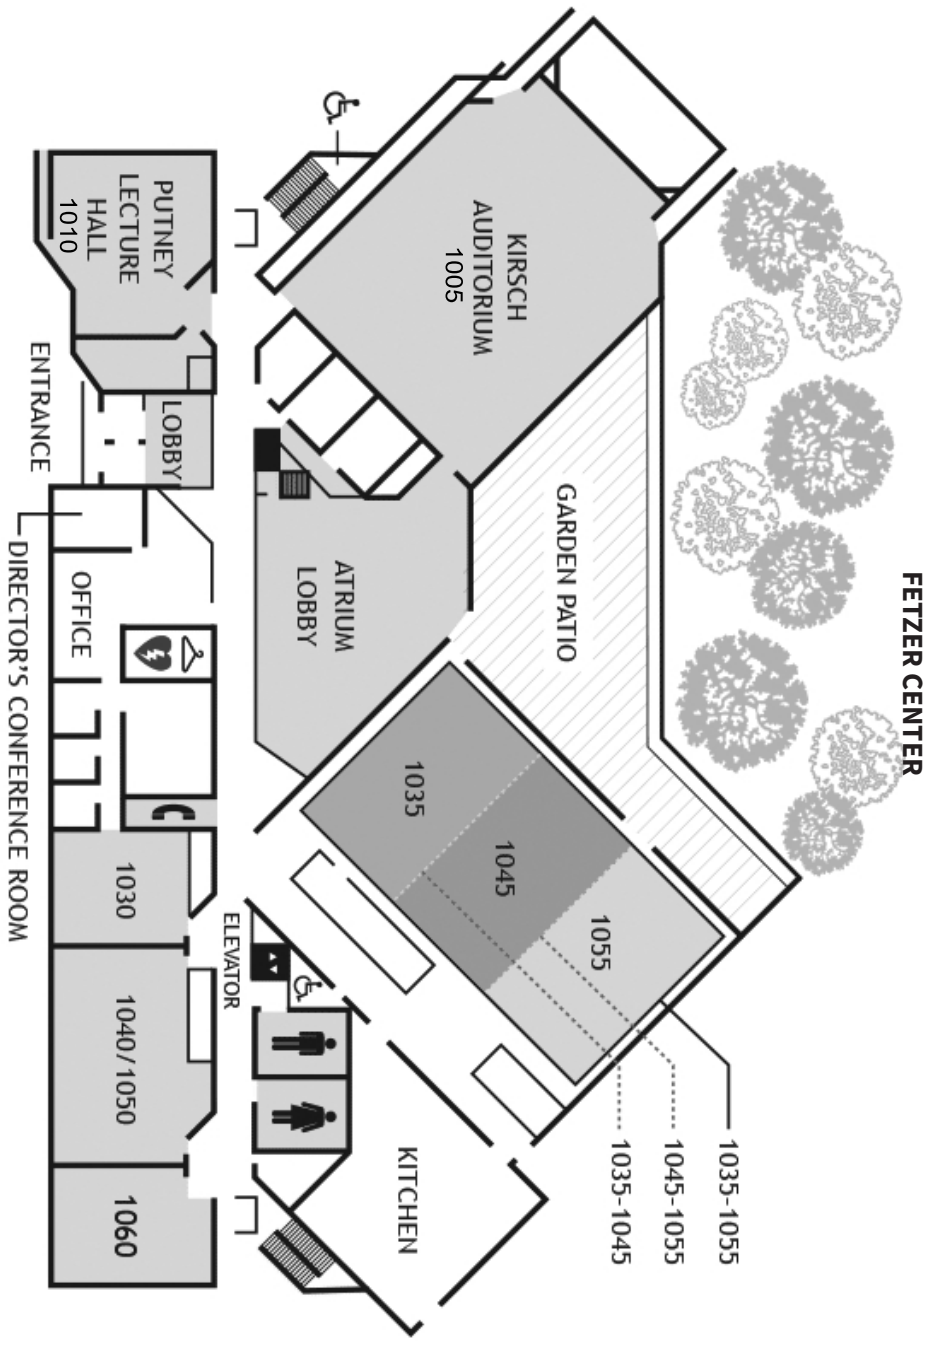 FETZER CENTER
KIRSCH
AUDITORIUM
1005
GARDEN PATIO
PUTNEY
LECTURE
HALL
1010
ENTRANCE
LOBBY
ATRIUM
LOBBY
OFFICE
DIRECTOR'S CONFERENCE ROOM
1035
1045
1055
1035-1055
1045-1055
1035-1045
1030
ELEVATOR
1040/1050
1060
KITCHEN